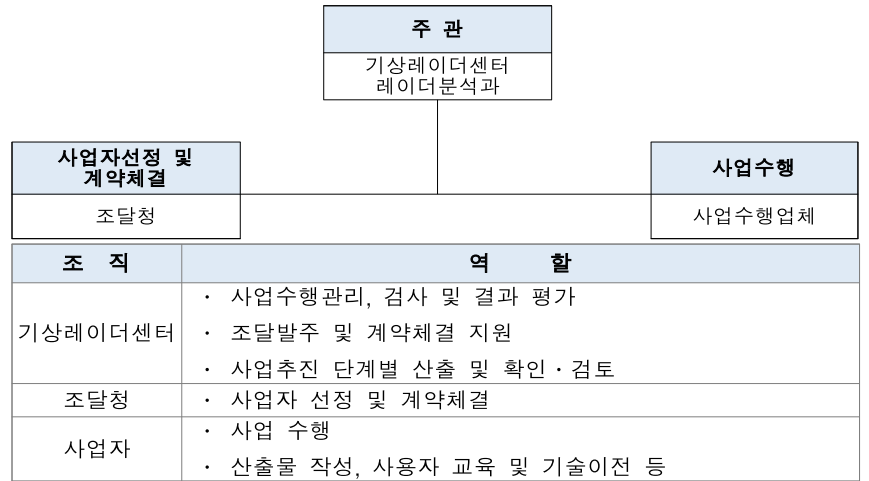 주 관
기상레이더센터
레이더분석과
사업자선정 및
계약체결
조달청
사업수행
사업수행업체
조 직
역 할
기상레이더센터
· 사업수행관리, 검사 및 결과 평가
· 조달발주 및 계약체결 지원
· 사업추진 단계별 산출 및 확인·검토
조달청
· 사업자 선정 및 계약체결
사업자
· 사업 수행
· 산출물 작성, 사용자 교육 및 기술이전 등